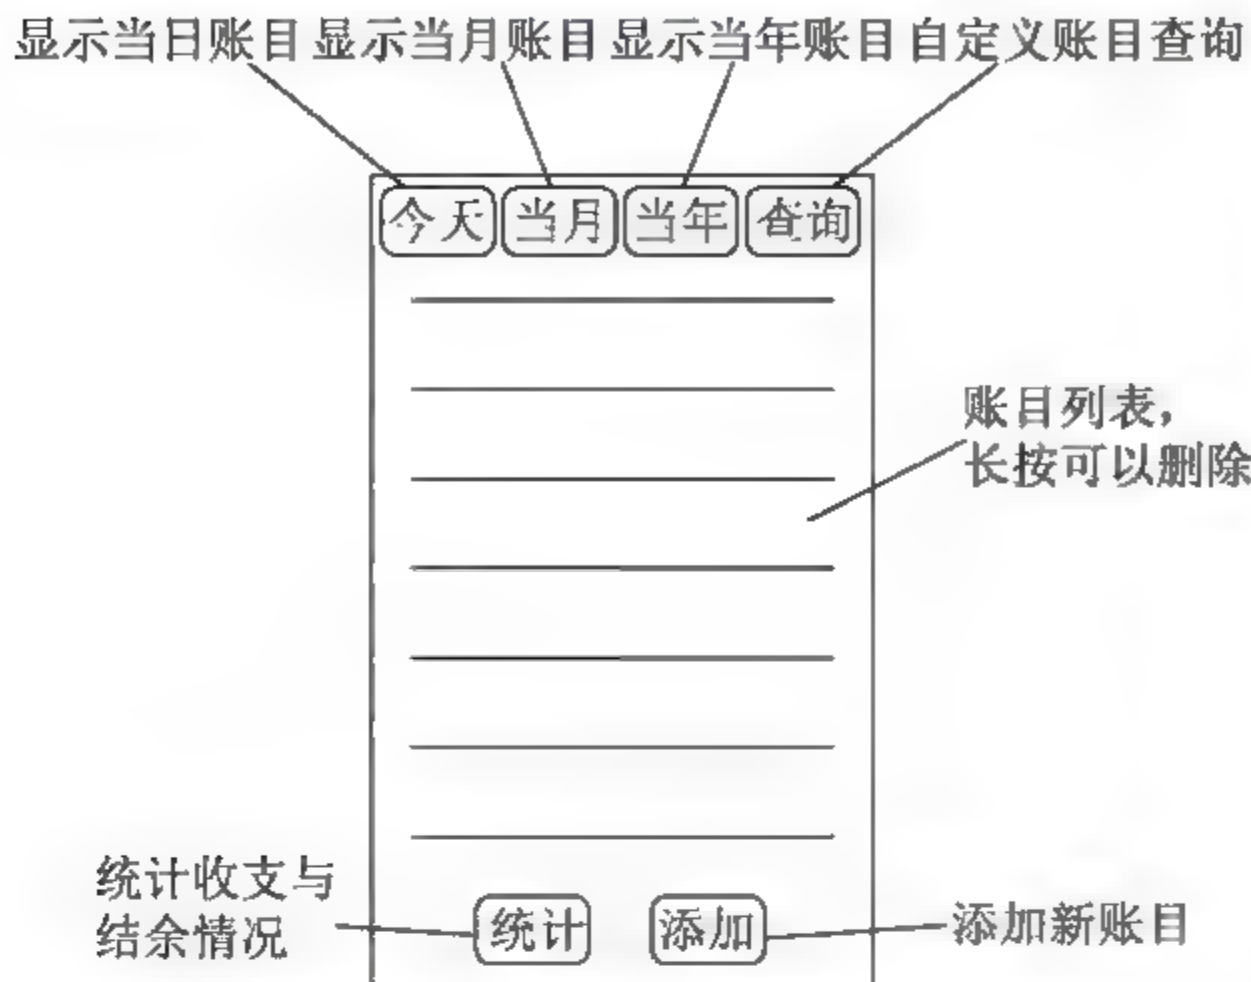 显示当日账目 显示当月账目 显示当年账目 自定义账目查询
今天 当月 当年 查询
账目列表，
长按可以删除
统计收支与
结余情况
统计 添加
添加新账目